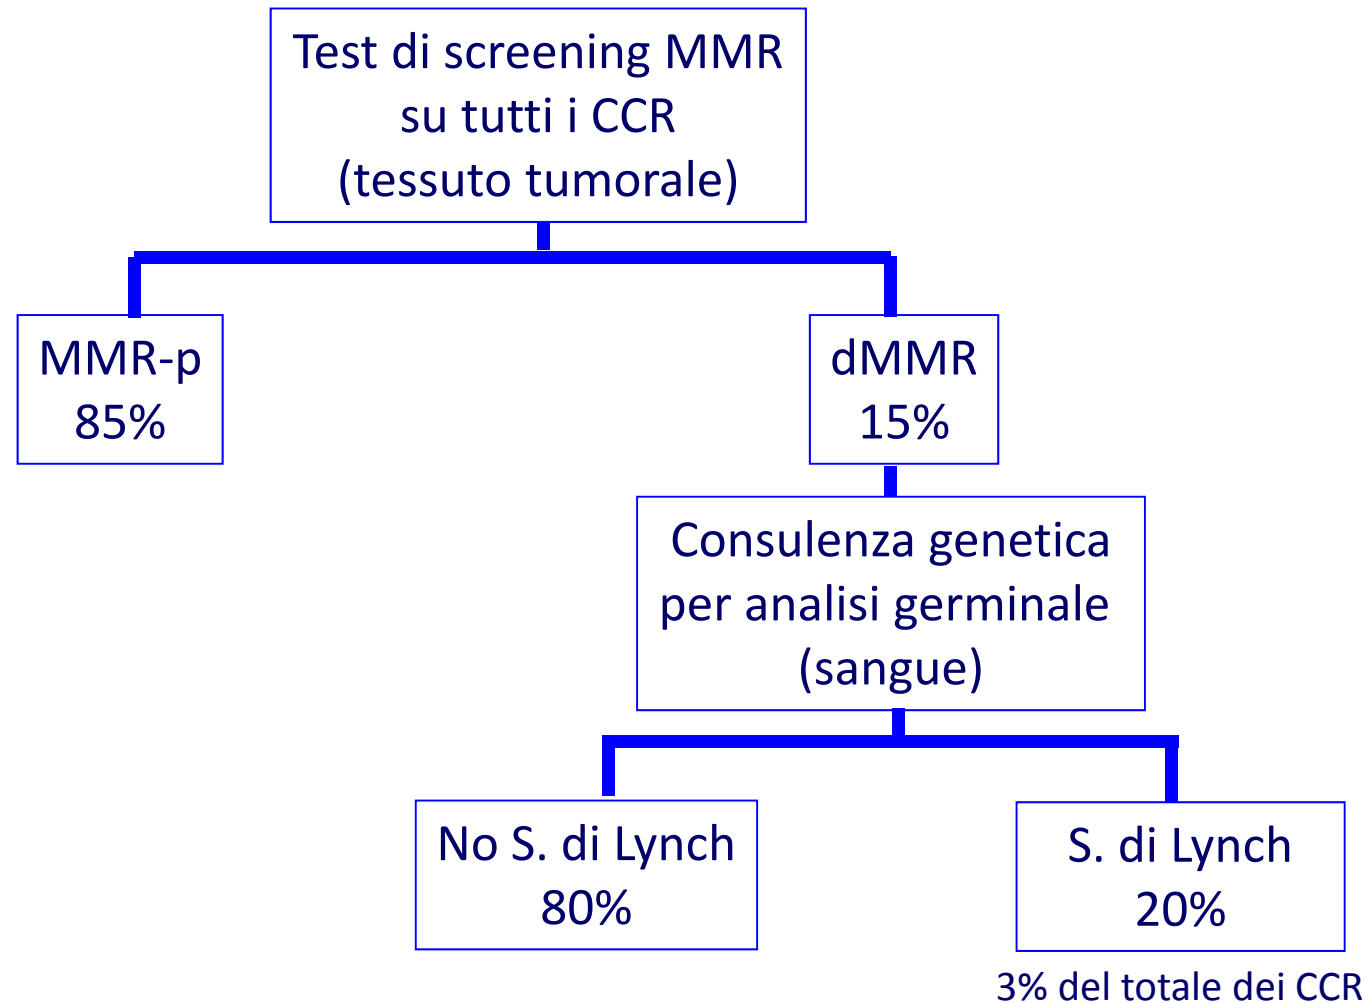 Test di screening MMR
su tutti i CCR
(tessuto tumorale)
MMR-p
85%
dMMR
15%
Consulenza genetica
per analisi germinale
(sangue)
No S. di Lynch
80%
S. di Lynch
20%
3% del totale dei CCR